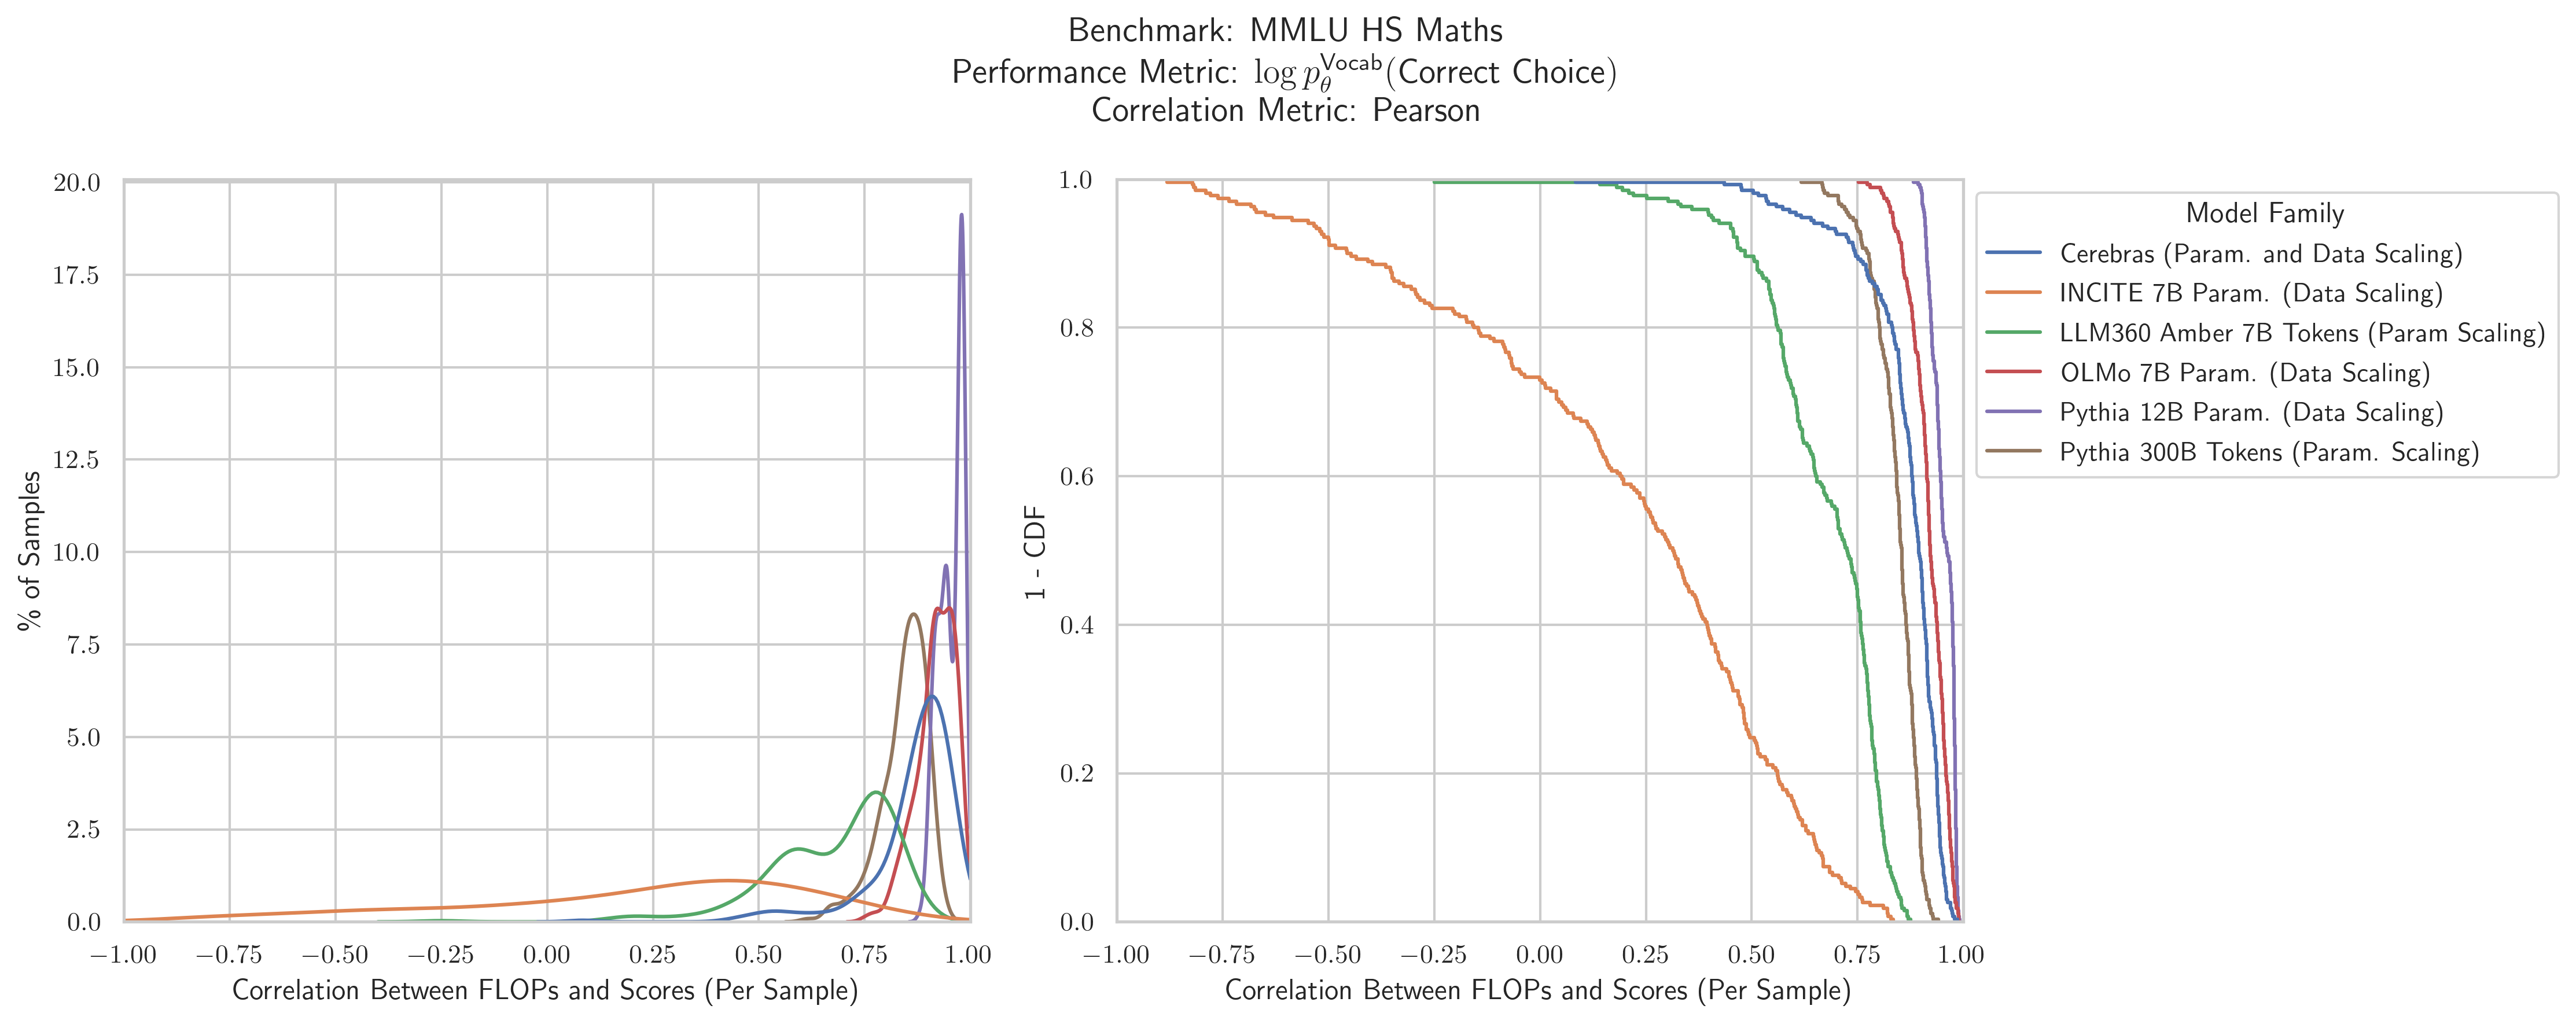 Benchmark: MMLU HS Maths
Performance Metric: log p_θ^Vocab(Correct Choice)
Correlation Metric: Pearson
% of Samples
20.0
17.5
15.0
12.5
10.0
7.5
5.0
2.5
0.0
−1.00 −0.75 −0.50 −0.25 0.00 0.25 0.50 0.75 1.00
Correlation Between FLOPs and Scores (Per Sample)
1 - CDF
1.0
0.8
0.6
0.4
0.2
0.0
−1.00 −0.75 −0.50 −0.25 0.00 0.25 0.50 0.75 1.00
Correlation Between FLOPs and Scores (Per Sample)
Model Family
Cerebras (Param. and Data Scaling)
INCITE 7B Param. (Data Scaling)
LLM360 Amber 7B Tokens (Param Scaling)
OLMo 7B Param. (Data Scaling)
Pythia 12B Param. (Data Scaling)
Pythia 300B Tokens (Param. Scaling)